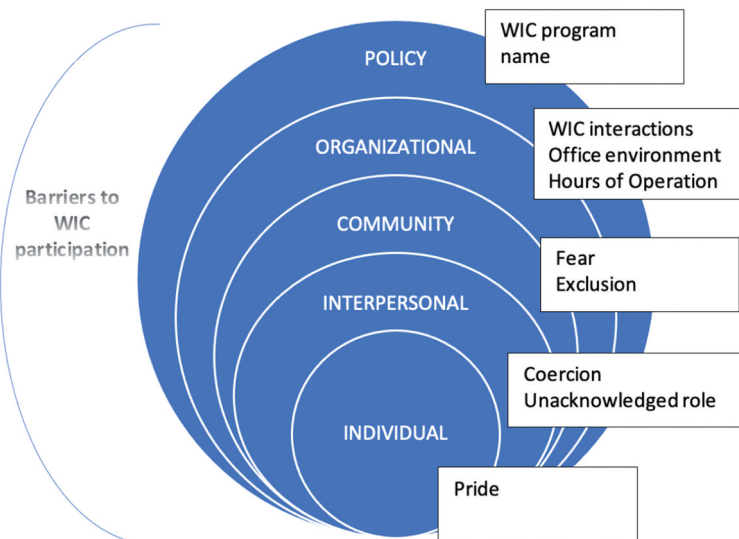 WIC program
name
POLICY
WIC interactions
Office environment
Hours of Operation
ORGANIZATIONAL
Barriers to
WIC
participation
COMMUNITY
Fear
Exclusion
INTERPERSONAL
Coercion
Unacknowledged role
INDIVIDUAL
Pride